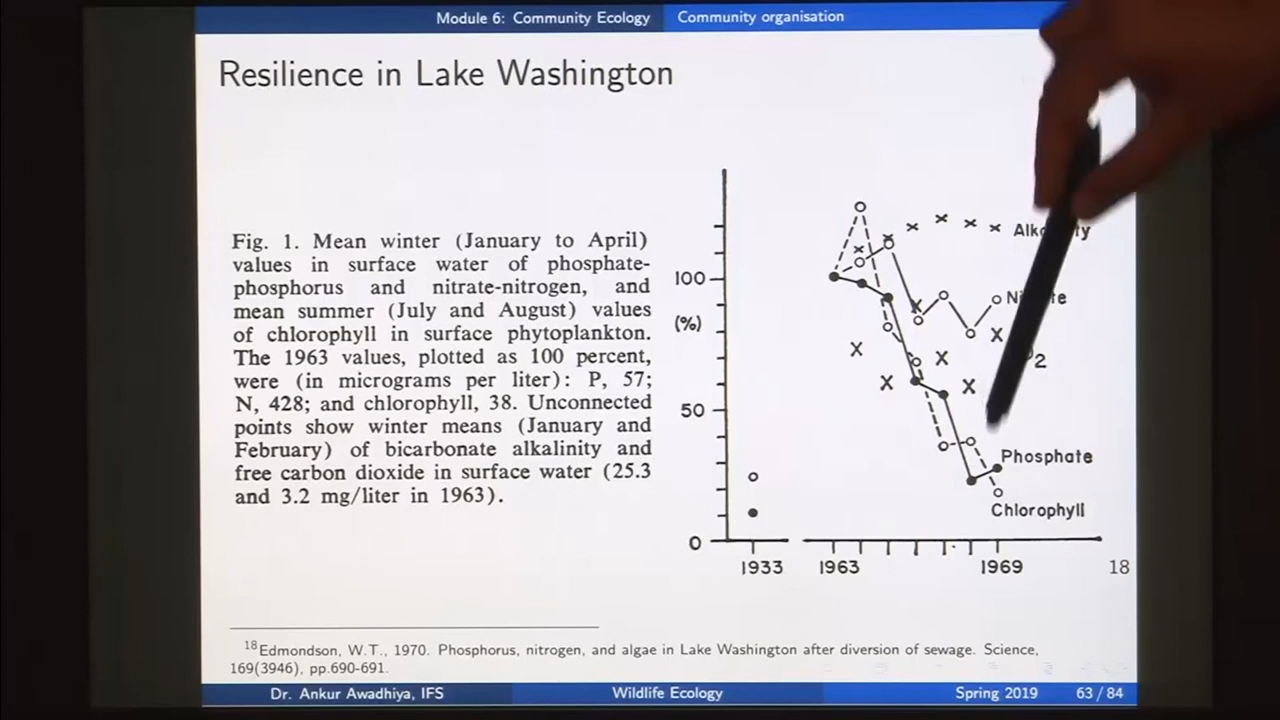 Module 6: Community Ecology Community organisation
Resilience in Lake Washington
Fig. 1. Mean winter (January to April)
values in surface water of phosphate-
phosphorus and nitrate-nitrogen, and
mean summer (July and August) values
of chlorophyll in surface phytoplankton.
The 1963 values, plotted as 100 percent,
were (in micrograms per liter): P, 57;
N, 428; and chlorophyll, 38. Unconnected
points show winter means (January and
February) of bicarbonate alkalinity and
free carbon dioxide in surface water (25.3
and 3.2 mg/liter in 1963).
100
(%)
50
0
1933 1963 1969
Phosphate
Chlorophyll
18
18 Edmondson, W.T., 1970. Phosphorus, nitrogen, and algae in Lake Washington after diversion of sewage. Science,
169(3946), pp.690-691.
Dr. Ankur Awadhiya, IFS Wildlife Ecology Spring 2019 63 / 84